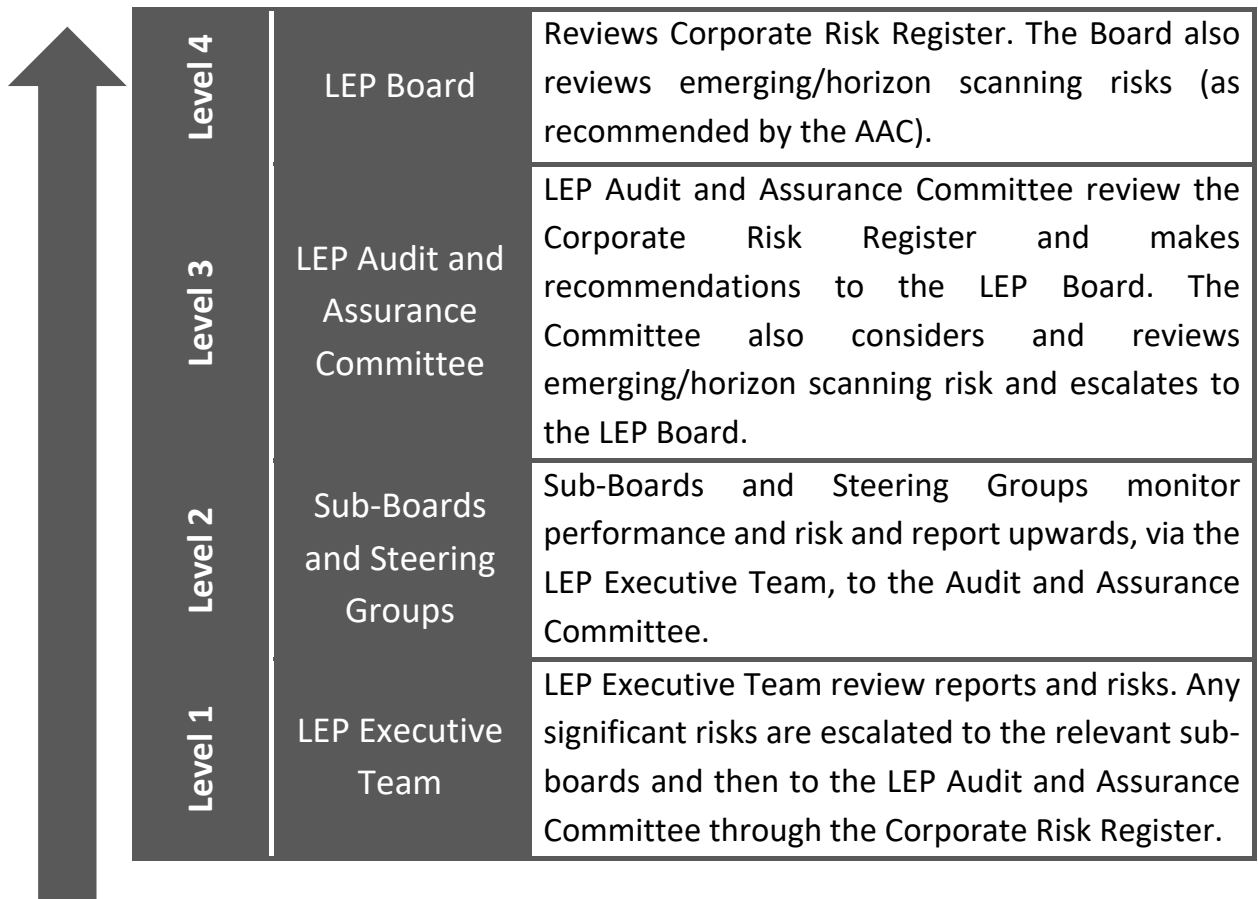 Level 4
LEP Board
Reviews Corporate Risk Register. The Board also
reviews emerging/horizon scanning risks (as
recommended by the AAC).
Level 3
LEP Audit and
Assurance
Committee
LEP Audit and Assurance Committee review the
Corporate Risk Register and makes
recommendations to the LEP Board. The
Committee also considers and reviews
emerging/horizon scanning risk and escalates to
the LEP Board.
Level 2
Sub-Boards
and Steering
Groups
Sub-Boards and Steering Groups monitor
performance and risk and report upwards, via the
LEP Executive Team, to the Audit and Assurance
Committee.
Level 1
LEP Executive
Team
LEP Executive Team review reports and risks. Any
significant risks are escalated to the relevant sub-
boards and then to the LEP Audit and Assurance
Committee through the Corporate Risk Register.